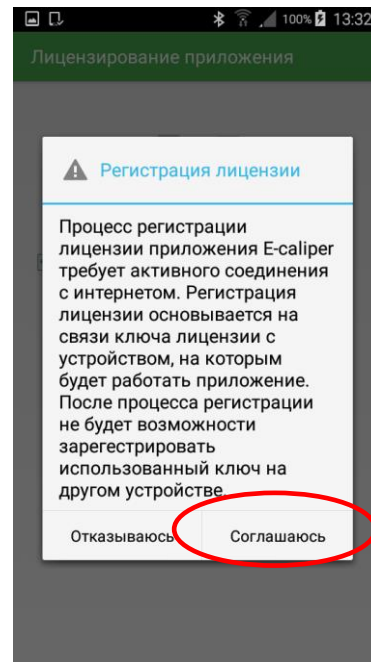 100% 13:32
Лицензирование приложения
Регистрация лицензии
Процесс регистрации
лицензии приложения E-caliper
требует активного соединения
с интернетом. Регистрация
лицензии основывается на
связи ключа лицензии с
устройством, на которым
будет работать приложение.
После процесса регистрации
не будет возможности
зарегестрировать
использованный ключ на
другом устройстве.
Отказываюсь Соглашаюсь